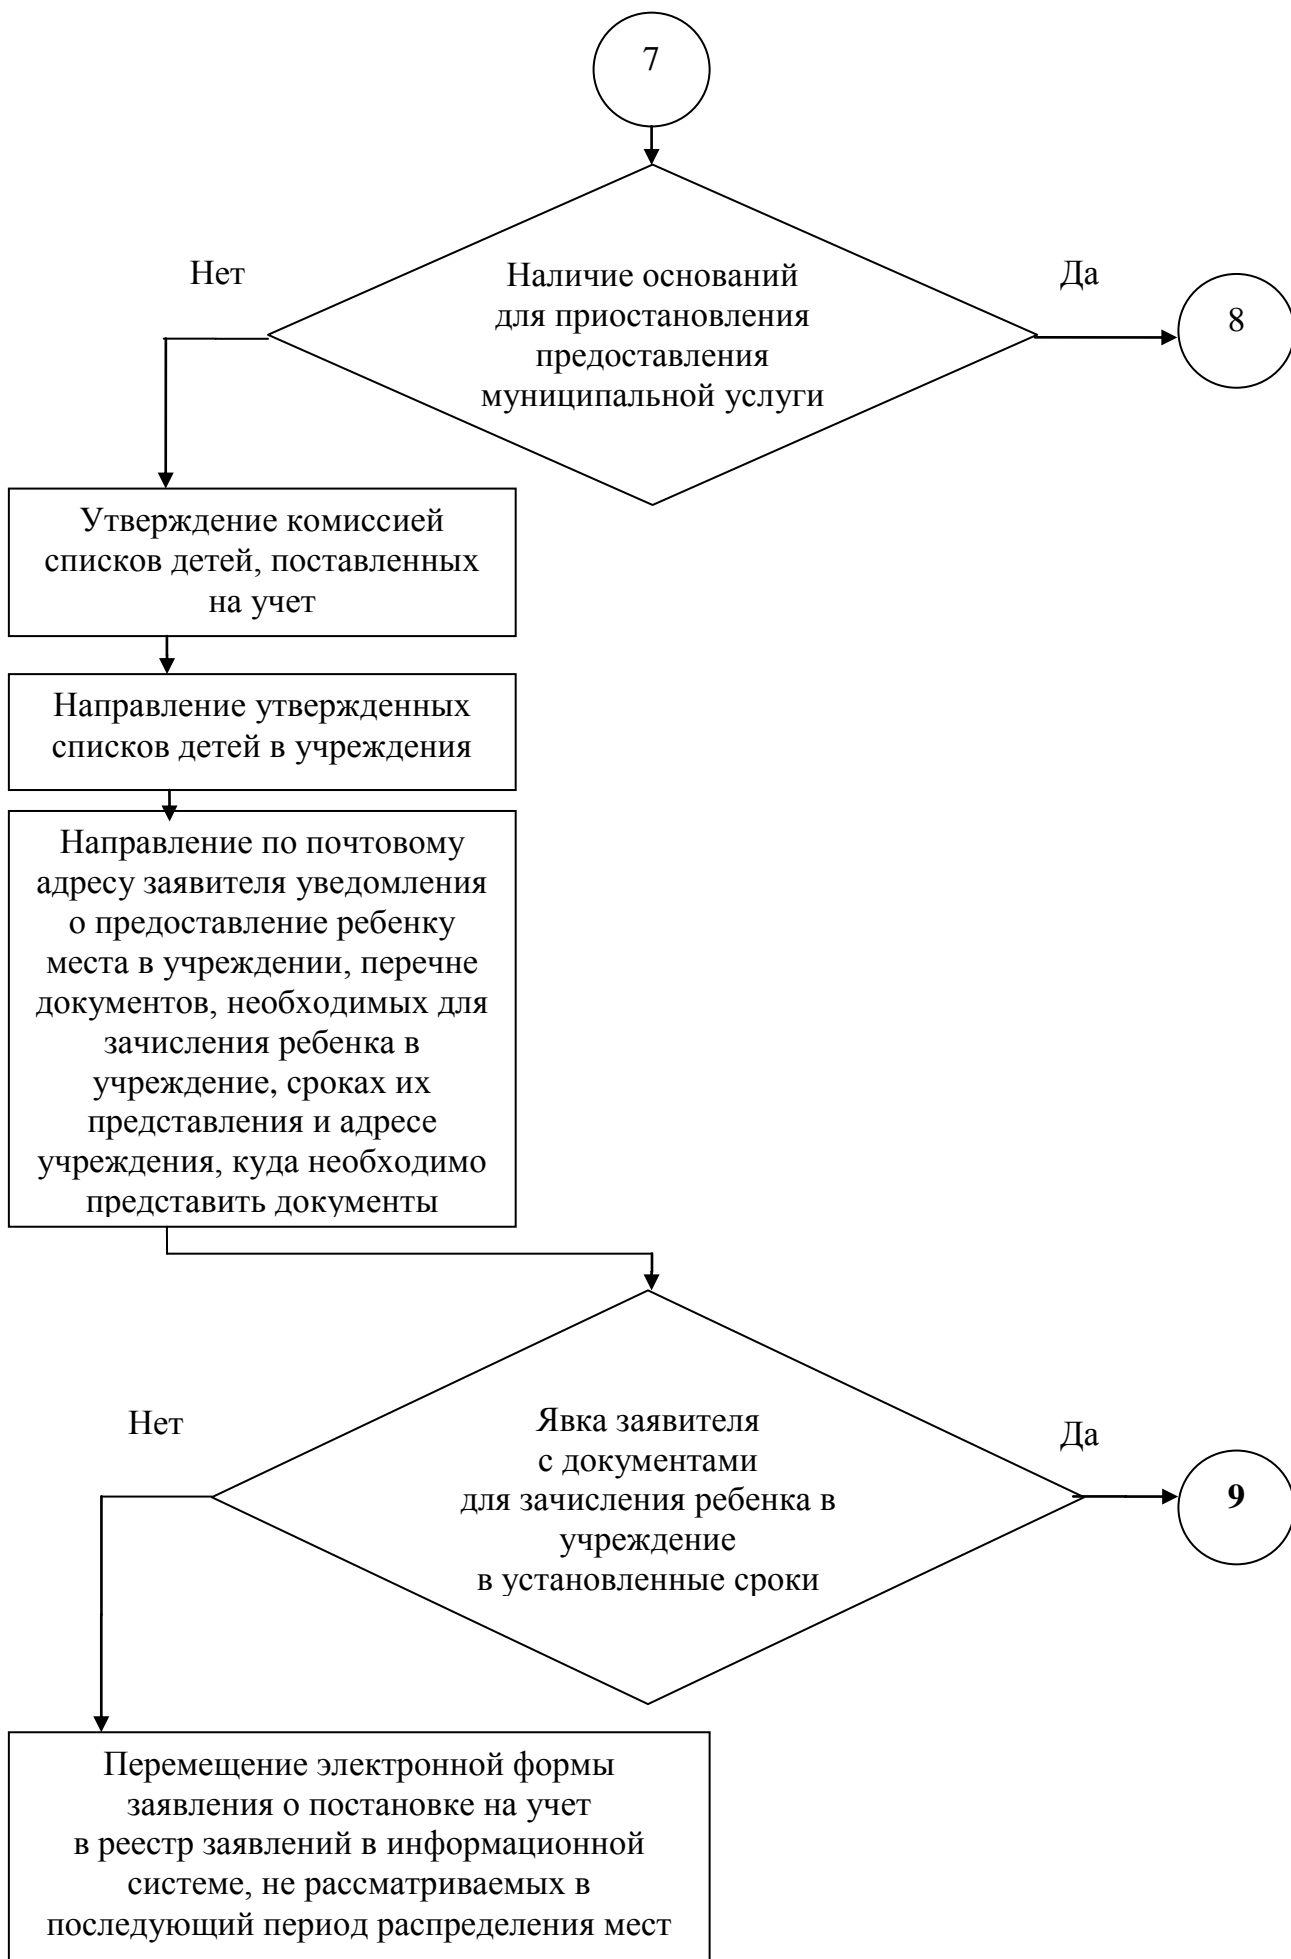 7
Нет
Наличие оснований
для приостановления
предоставления
муниципальной услуги
Да
8
Утверждение комиссией
списков детей, поставленных
на учет
Направление утвержденных
списков детей в учреждения
Направление по почтовому
адресу заявителя уведомления
о предоставление ребенку
места в учреждении, перечне
документов, необходимых для
зачисления ребенка в
учреждение, сроках их
представления и адресе
учреждения, куда необходимо
представить документы
Нет
Явка заявителя
с документами
для зачисления ребенка в
учреждение
в установленные сроки
Да
9
Перемещение электронной формы
заявления о постановке на учет
в реестр заявлений в информационной
системе, не рассматриваемых в
последующий период распределения мест